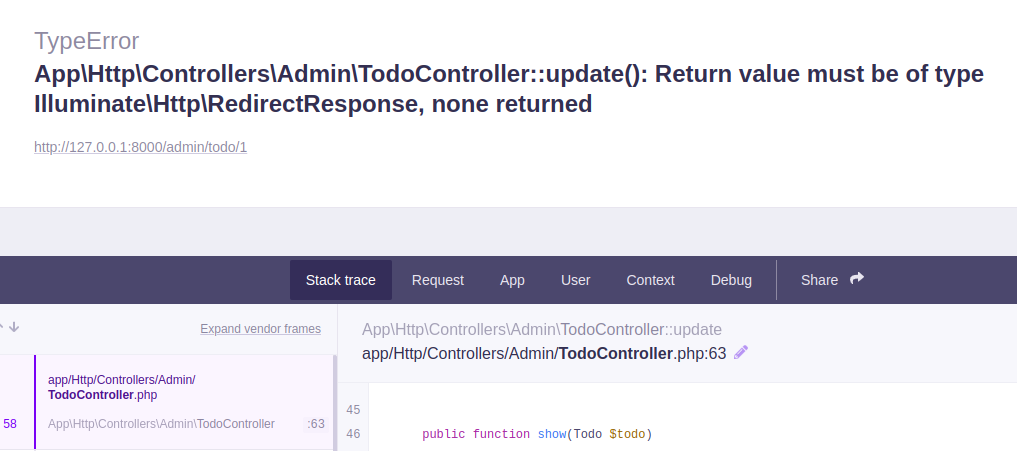 TypeError
App\Http\Controllers\Admin\TodoController::update(): Return value must be of type
Illuminate\Http\RedirectResponse, none returned
http://127.0.0.1:8000/admin/todo/1
Stack trace Request App User Context Debug Share
Expand vendor frames
app/Http/Controllers/Admin/
TodoController.php
58 App\Http\Controllers\Admin\TodoController :63
App\Http\Controllers\Admin\TodoController::update
app/Http/Controllers/Admin/TodoController.php:63
45
46 public function show(Todo $todo)